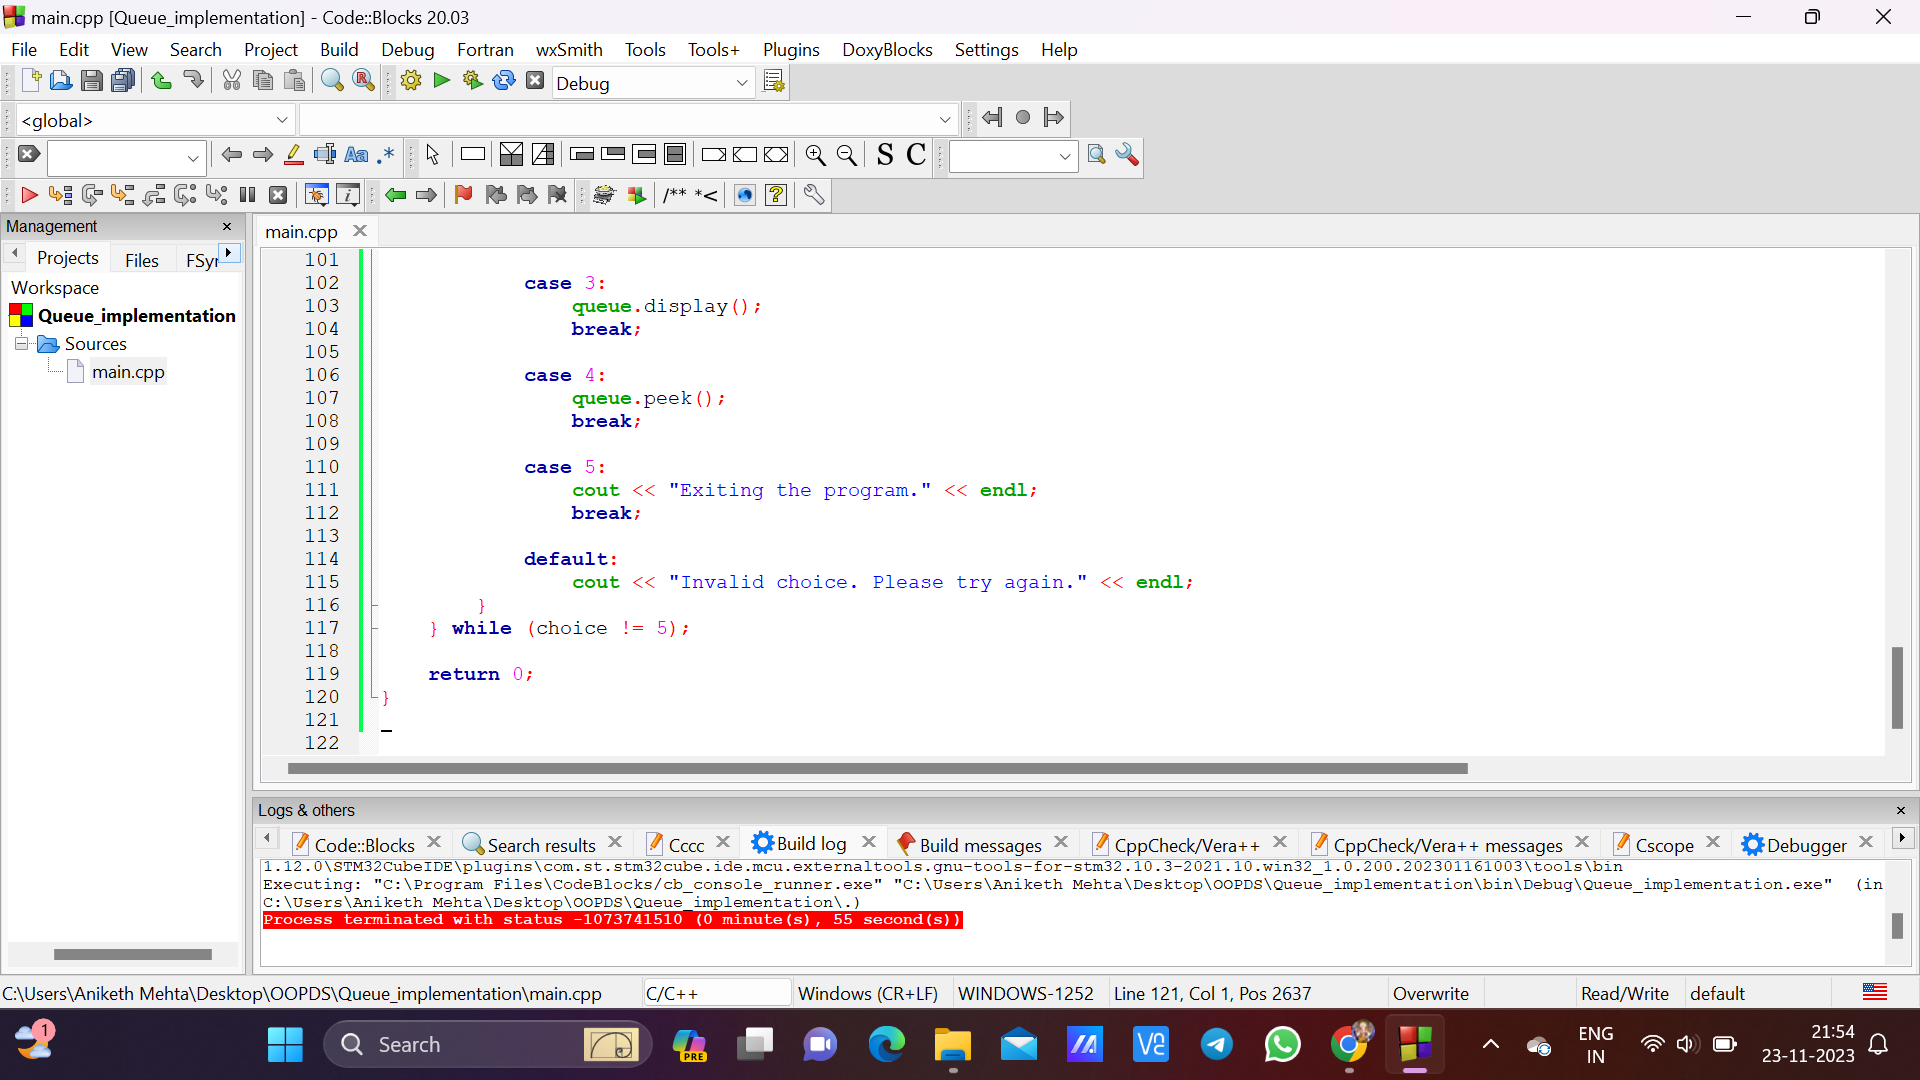 main.cpp [Queue_implementation] - Code::Blocks 20.03
File Edit View Search Project Build Debug Fortran wxSmith Tools Tools+ Plugins DoxyBlocks Settings Help
Debug
<global>
Aa .* S C
/** *<
Management
main.cpp
Projects Files FSyr
Workspace
Queue_implementation
Sources
main.cpp
101
102 case 3:
103 queue.display();
104 break;
105
106 case 4:
107 queue.peek();
108 break;
109
110 case 5:
111 cout << "Exiting the program." << endl;
112 break;
113
114 default:
115 cout << "Invalid choice. Please try again." << endl;
116 }
117 } while (choice != 5);
118
119 return 0;
120 }
121
122
Logs & others
Code::Blocks Search results Cccc Build log Build messages CppCheck/Vera++ CppCheck/Vera++ messages Cscope Debugger
1.12.0\STM32CubeIDE\plugins\com.st.stm32cube.ide.mcu.externaltools.gnu-tools-for-stm32.10.3-2021.10.win32_1.0.200.202301161003\tools\bin
Executing: "C:\Program Files\CodeBlocks/cb_console_runner.exe" "C:\Users\Aniketh Mehta\Desktop\OOPDS\Queue_implementation\bin\Debug\Queue_implementation.exe" (in
C:\Users\Aniketh Mehta\Desktop\OOPDS\Queue_implementation\.)
Process terminated with status -1073741510 (0 minute(s), 55 second(s))
C:\Users\Aniketh Mehta\Desktop\OOPDS\Queue_implementation\main.cpp C/C++ Windows (CR+LF) WINDOWS-1252 Line 121, Col 1, Pos 2637 Overwrite Read/Write default
1
Search
PRE
ENG
IN
21:54
23-11-2023